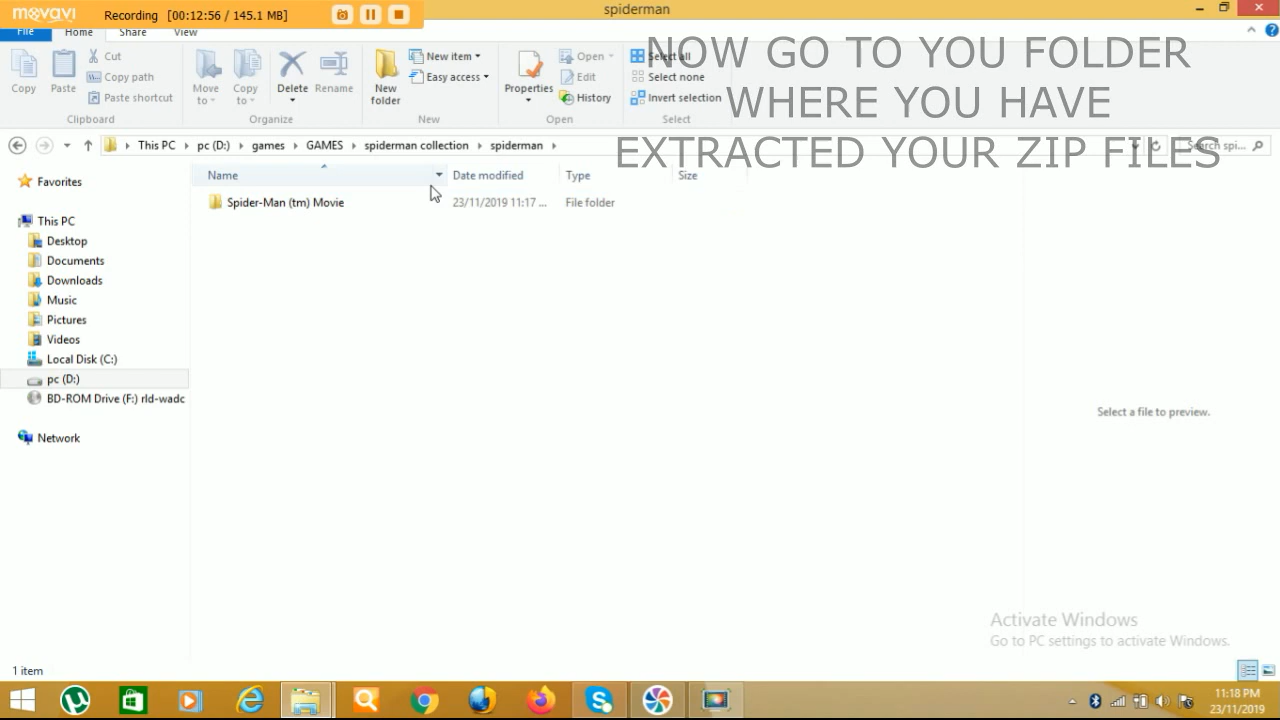 movavi
Recording [00:12:56 / 145.1 MB]
spiderman
File Home Share View
NOW GO TO YOU FOLDER
WHERE YOU HAVE
EXTRACTED YOUR ZIP FILES
Copy
Paste
Cut
Copy path
Paste shortcut
Clipboard
Move to
Copy to
Delete
Rename
Organize
New folder
New item
Easy access
New
Properties
Open
Edit
History
Open
Select all
Select none
Invert selection
Select
This PC pc (D:) games GAMES spiderman collection spiderman
Search spi...
Name Date modified Type Size
Spider-Man (tm) Movie 23/11/2019 11:17 ... File folder
Favorites
This PC
Desktop
Documents
Downloads
Music
Pictures
Videos
Local Disk (C:)
pc (D:)
BD-ROM Drive (F:) rld-wadc
Network
Select a file to preview.
Activate Windows
Go to PC settings to activate Windows.
1 item
11:18 PM
23/11/2019